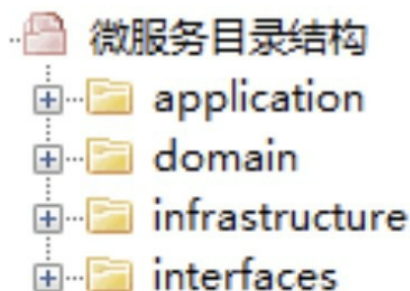 微服务目录结构
application
domain
infrastructure
interfaces